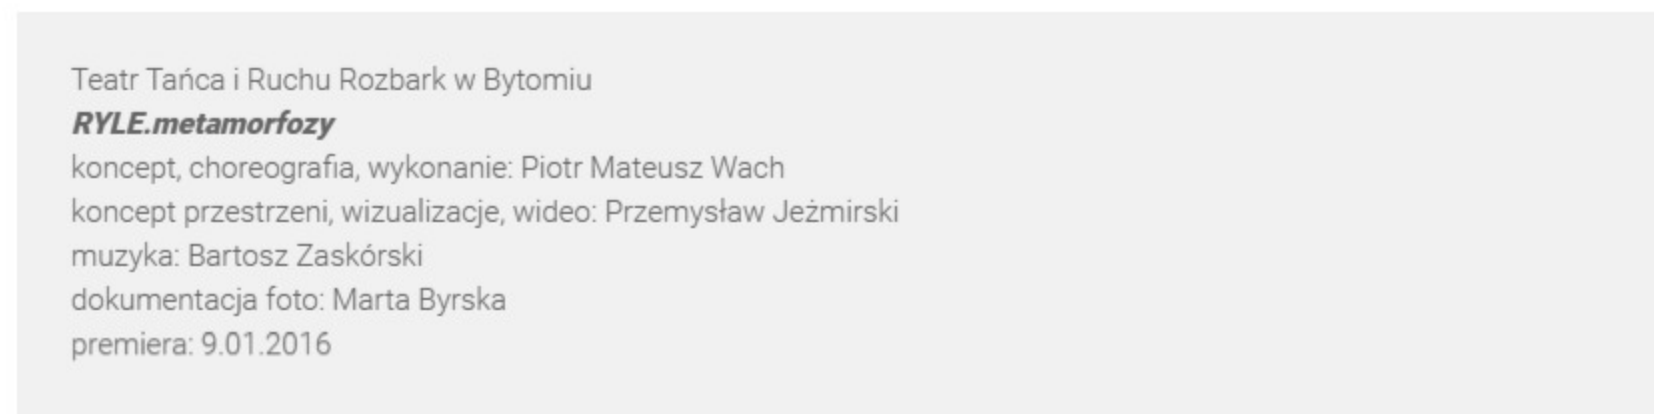 Teatr Tańca i Ruchu Rozbark w Bytomiu
RYLE.metamorfozy
koncept, choreografia, wykonanie: Piotr Mateusz Wach
koncept przestrzeni, wizualizacje, wideo: Przemysław Jeżmirski
muzyka: Bartosz Zaskórski
dokumentacja foto: Marta Byrska
premiera: 9.01.2016